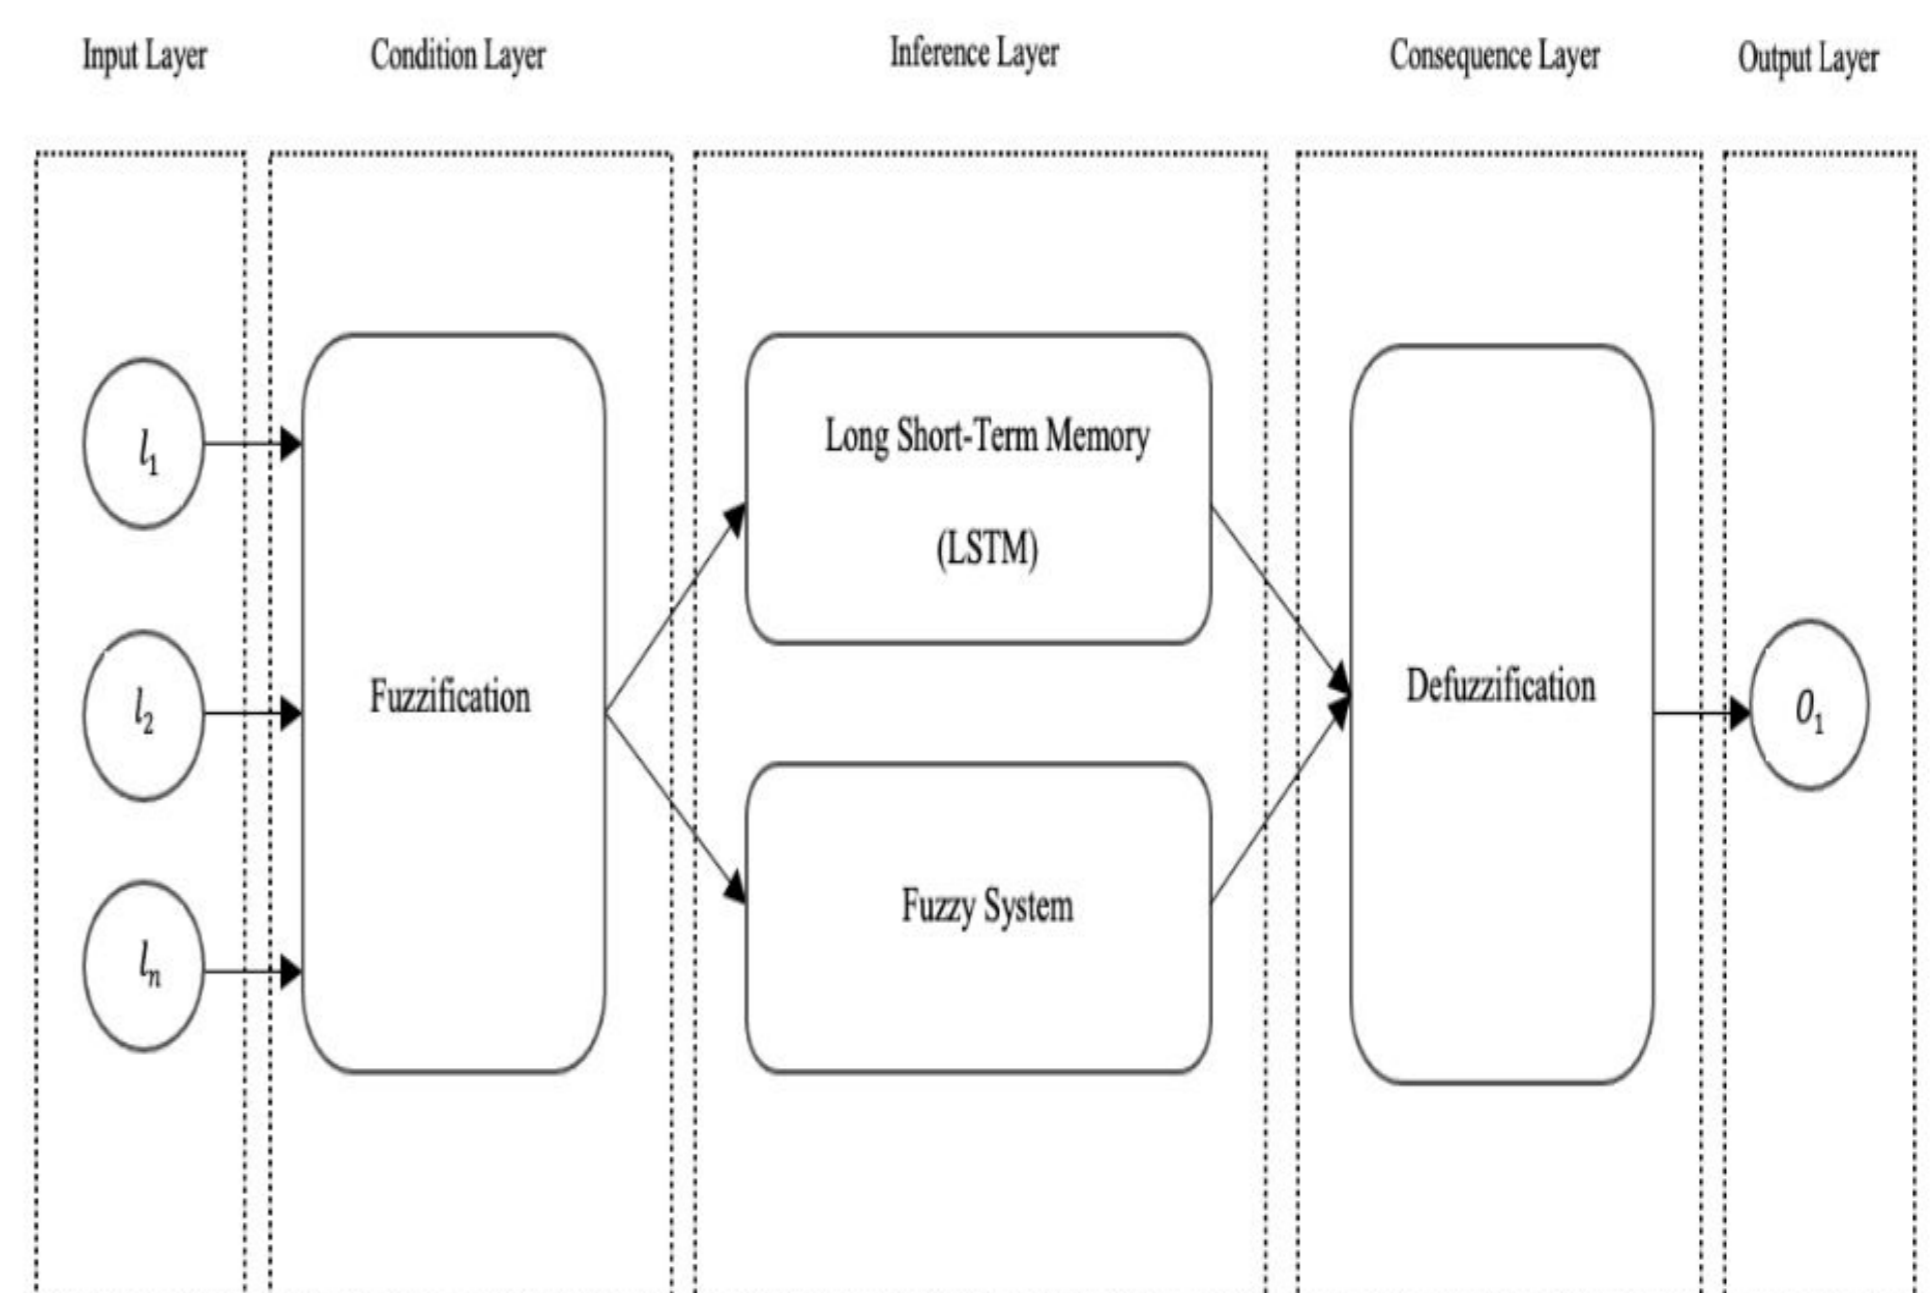 Input Layer
Condition Layer
Inference Layer
Consequence Layer
Output Layer
l₁
l₂
lₙ
Fuzzification
Long Short-Term Memory
(LSTM)
Fuzzy System
Defuzzification
O₁